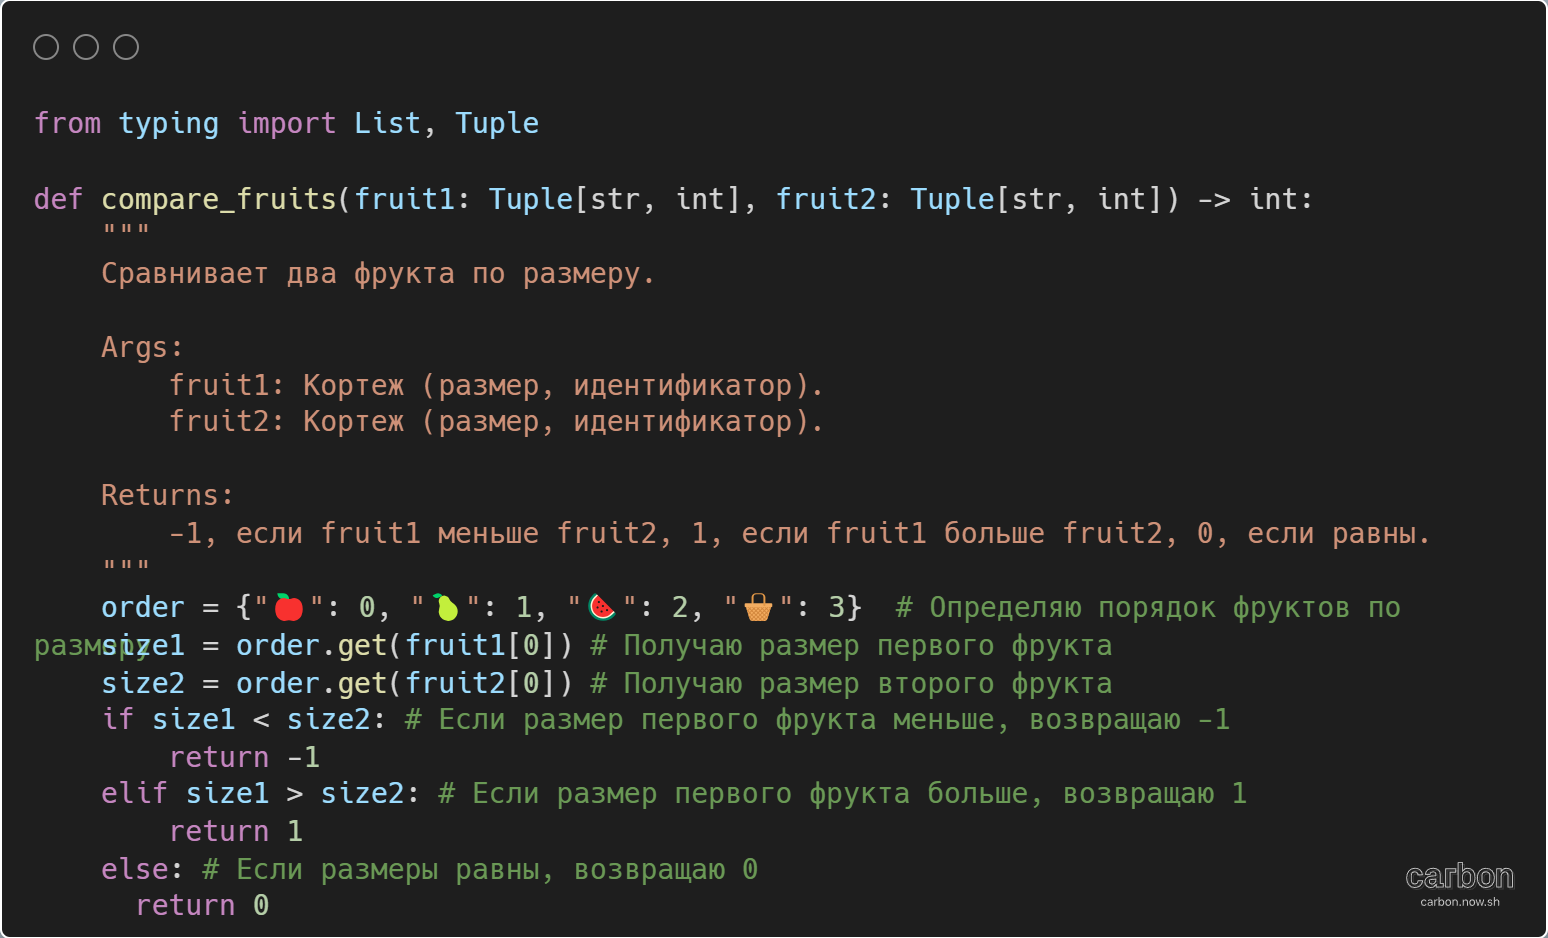 from typing import List, Tuple
def compare_fruits(fruit1: Tuple[str, int], fruit2: Tuple[str, int]) -> int:
    """
    Сравнивает два фрукта по размеру.
    Args:
        fruit1: Кортеж (размер, идентификатор).
        fruit2: Кортеж (размер, идентификатор).
    Returns:
        -1, если fruit1 меньше fruit2, 1, если fruit1 больше fruit2, 0, если равны.
    """
    order = {"🍎": 0, "🍐": 1, "🍉": 2, "🧺": 3}  # Определяю порядок фруктов по
размеру
    size1 = order.get(fruit1[0]) # Получаю размер первого фрукта
    size2 = order.get(fruit2[0]) # Получаю размер второго фрукта
    if size1 < size2: # Если размер первого фрукта меньше, возвращаю -1
        return -1
    elif size1 > size2: # Если размер первого фрукта больше, возвращаю 1
        return 1
    else: # Если размеры равны, возвращаю 0
      return 0
carbon
carbon.now.sh